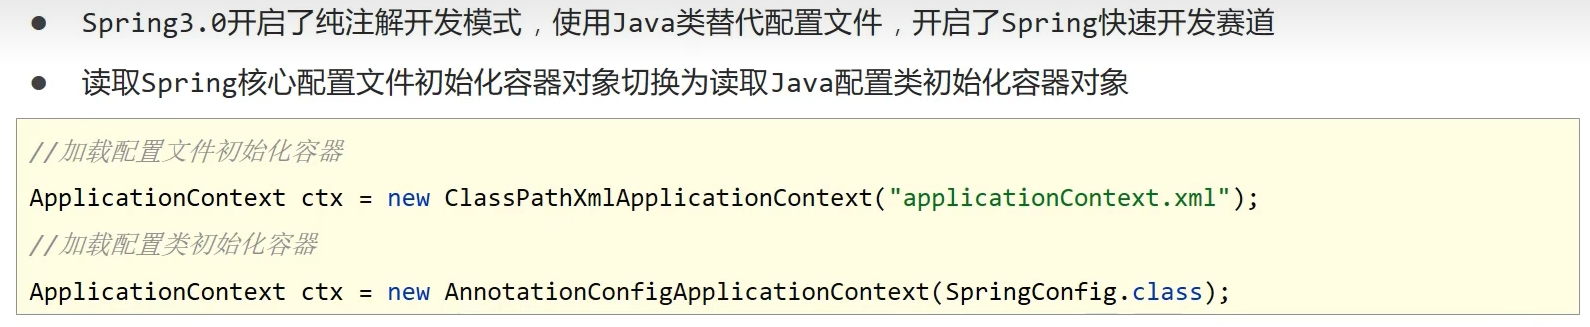 ● Spring3.0开启了纯注解开发模式，使用Java类替代配置文件，开启了Spring快速开发赛道
● 读取Spring核心配置文件初始化容器对象切换为读取Java配置类初始化容器对象
//加载配置文件初始化容器
ApplicationContext ctx = new ClassPathXmlApplicationContext("applicationContext.xml");
//加载配置类初始化容器
ApplicationContext ctx = new AnnotationConfigApplicationContext(SpringConfig.class);